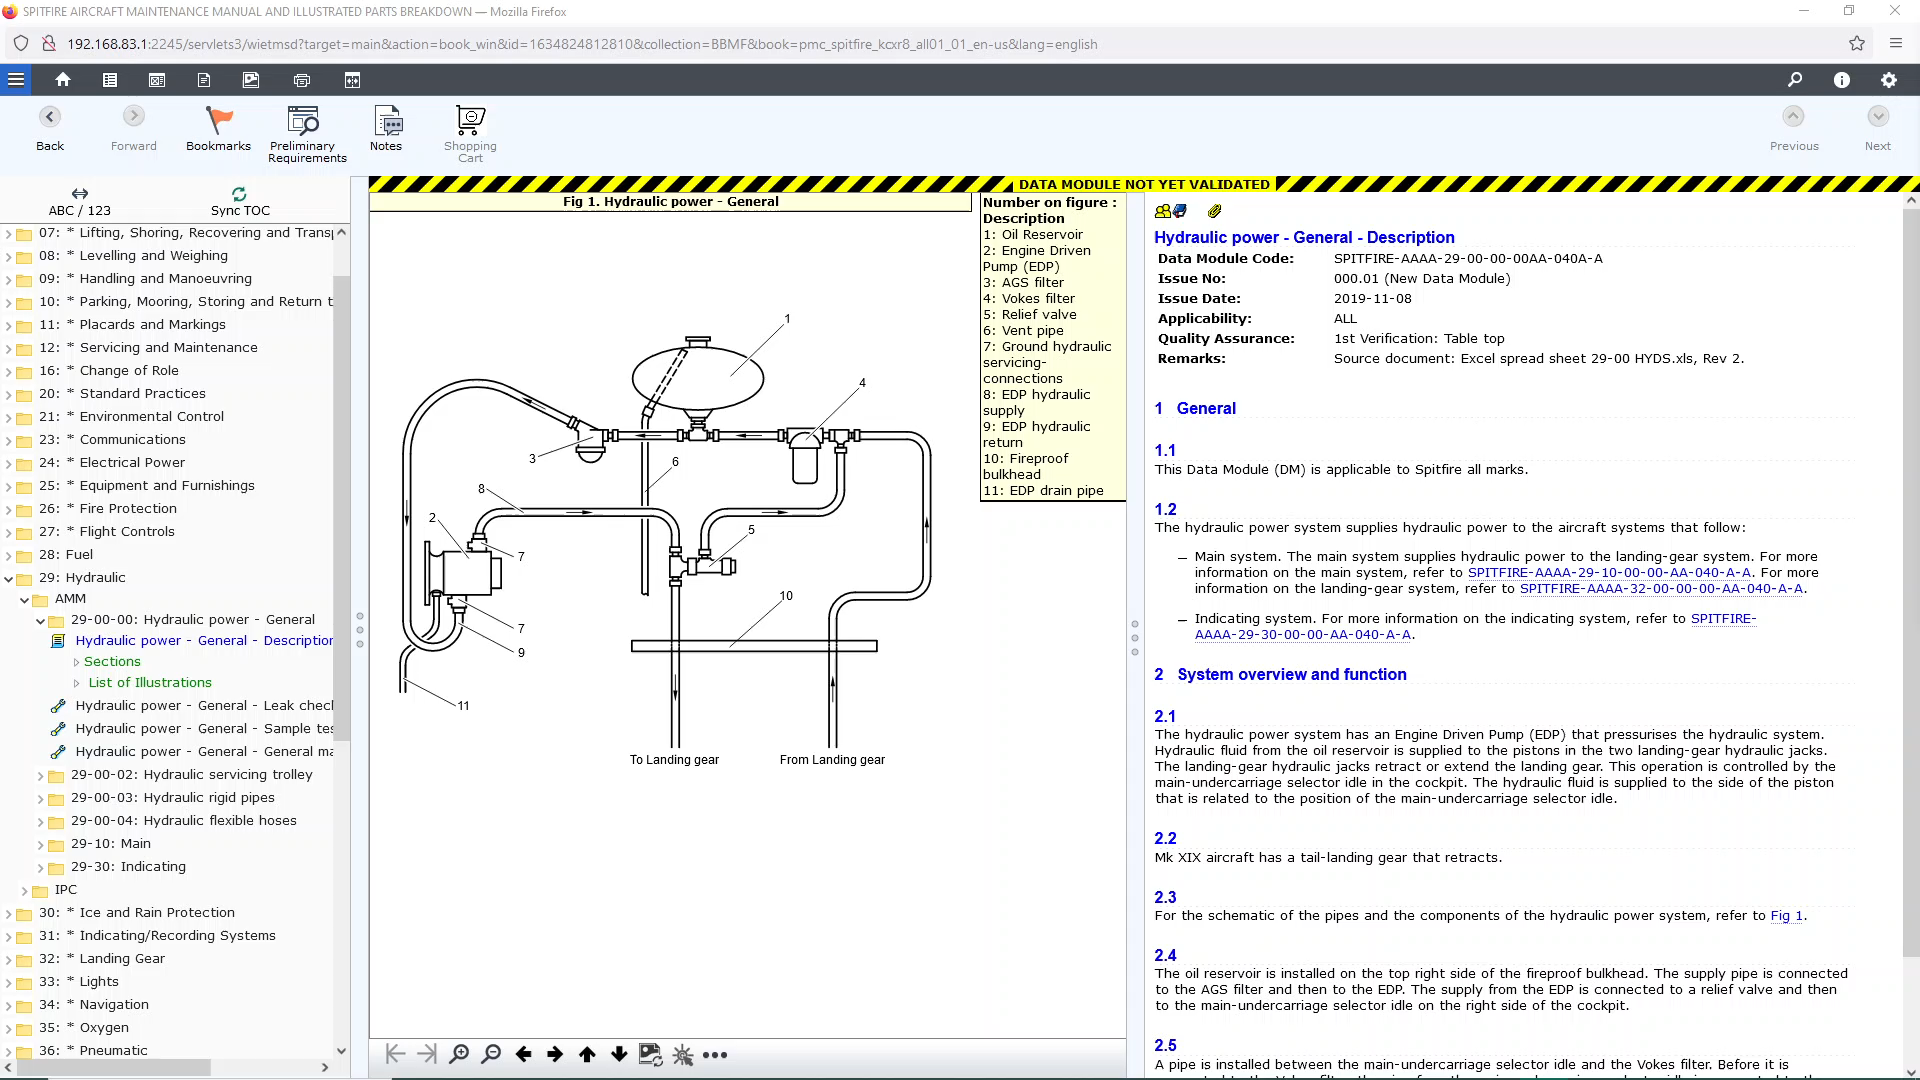 SPITFIRE AIRCRAFT MAINTENANCE MANUAL AND ILLUSTRATED PARTS BREAKDOWN — Mozilla Firefox
192.168.83.1:2245/servlets3/wietmsd?target=main&action=book_win&id=1634824812810&collection=BBMF&book=pmc_spitfire_kcxr8_all01_01_en-us&lang=english
Back
Forward
Bookmarks
Preliminary
Requirements
Notes
Shopping
Cart
Previous
Next
ABC / 123
Sync TOC
07: * Lifting, Shoring, Recovering and Trans
08: * Levelling and Weighing
09: * Handling and Manoeuvring
10: * Parking, Mooring, Storing and Return t
11: * Placards and Markings
12: * Servicing and Maintenance
16: * Change of Role
20: * Standard Practices
21: * Environmental Control
23: * Communications
24: * Electrical Power
25: * Equipment and Furnishings
26: * Fire Protection
27: * Flight Controls
28: Fuel
29: Hydraulic
AMM
29-00-00: Hydraulic power - General
Hydraulic power - General - Description
Sections
List of Illustrations
Hydraulic power - General - Leak chec
Hydraulic power - General - Sample tes
Hydraulic power - General - General ma
29-00-02: Hydraulic servicing trolley
29-00-03: Hydraulic rigid pipes
29-00-04: Hydraulic flexible hoses
29-10: Main
29-30: Indicating
IPC
30: * Ice and Rain Protection
31: * Indicating/Recording Systems
32: * Landing Gear
33: * Lights
34: * Navigation
35: * Oxygen
36: * Pneumatic
DATA MODULE NOT YET VALIDATED
Fig 1. Hydraulic power - General
1
4
3
6
8
2
7
5
10
7
9
11
To Landing gear
From Landing gear
Number on figure :
Description
1: Oil Reservoir
2: Engine Driven
Pump (EDP)
3: AGS filter
4: Vokes filter
5: Relief valve
6: Vent pipe
7: Ground hydraulic
servicing-
connections
8: EDP hydraulic
supply
9: EDP hydraulic
return
10: Fireproof
bulkhead
11: EDP drain pipe
Hydraulic power - General - Description
Data Module Code: SPITFIRE-AAAA-29-00-00-00AA-040A-A
Issue No: 000.01 (New Data Module)
Issue Date: 2019-11-08
Applicability: ALL
Quality Assurance: 1st Verification: Table top
Remarks: Source document: Excel spread sheet 29-00 HYDS.xls, Rev 2.
1 General
1.1
This Data Module (DM) is applicable to Spitfire all marks.
1.2
The hydraulic power system supplies hydraulic power to the aircraft systems that follow:
– Main system. The main system supplies hydraulic power to the landing-gear system. For more
information on the main system, refer to SPITFIRE-AAAA-29-10-00-00-AA-040-A-A. For more
information on the landing-gear system, refer to SPITFIRE-AAAA-32-00-00-00-AA-040-A-A.
– Indicating system. For more information on the indicating system, refer to SPITFIRE-
AAAA-29-30-00-00-AA-040-A-A.
2 System overview and function
2.1
The hydraulic power system has an Engine Driven Pump (EDP) that pressurises the hydraulic system.
Hydraulic fluid from the oil reservoir is supplied to the pistons in the two landing-gear hydraulic jacks.
The landing-gear hydraulic jacks retract or extend the landing gear. This operation is controlled by the
main-undercarriage selector idle in the cockpit. The hydraulic fluid is supplied to the side of the piston
that is related to the position of the main-undercarriage selector idle.
2.2
Mk XIX aircraft has a tail-landing gear that retracts.
2.3
For the schematic of the pipes and the components of the hydraulic power system, refer to Fig 1.
2.4
The oil reservoir is installed on the top right side of the fireproof bulkhead. The supply pipe is connected
to the AGS filter and then to the EDP. The supply from the EDP is connected to a relief valve and then
to the main-undercarriage selector idle on the right side of the cockpit.
2.5
A pipe is installed between the main-undercarriage selector idle and the Vokes filter. Before it is